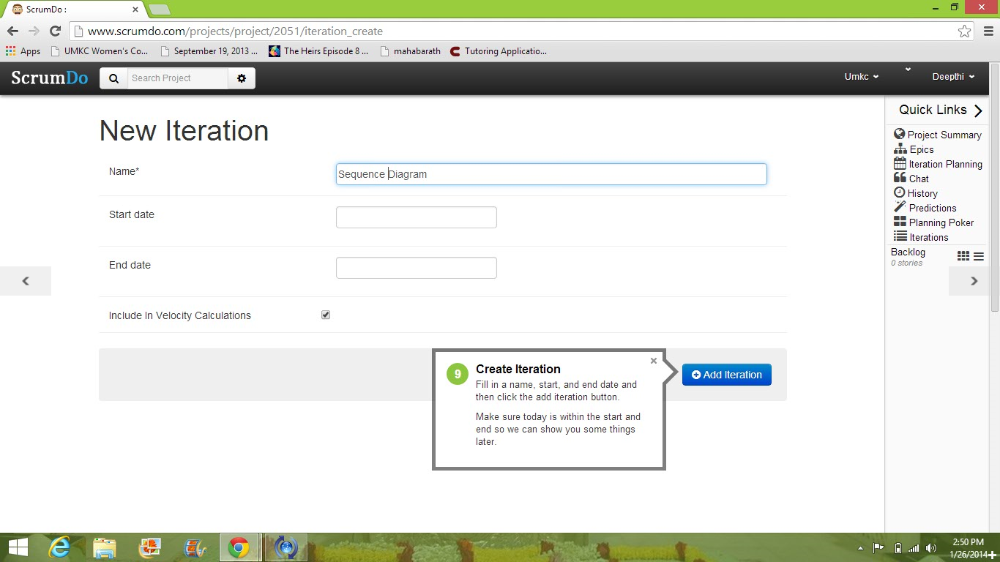 ScrumDo :
www.scrumdo.com/projects/project/2051/iteration_create
Apps UMKC Women's Co... September 19, 2013 ... The Heirs Episode 8 ... mahabarath Tutoring Applicatio...
ScrumDo Search Project Umkc Deepthi
New Iteration
Name* Sequence Diagram
Start date
End date
Include In Velocity Calculations
9 Create Iteration
Fill in a name, start, and end date and
then click the add iteration button.
Make sure today is within the start and
end so we can show you some things
later.
Add Iteration
Quick Links
Project Summary
Epics
Iteration Planning
Chat
History
Predictions
Planning Poker
Iterations
Backlog
0 stories
2:50 PM
1/26/2014